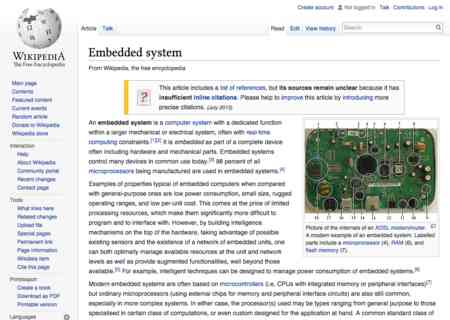 Create account Not logged in Talk Contributions Log in
Article Talk Read Edit View history Search
WIKIPEDIA
The Free Encyclopedia
Main page
Contents
Featured content
Current events
Random article
Donate to Wikipedia
Wikipedia store
Interaction
Help
About Wikipedia
Community portal
Recent changes
Contact page
Tools
What links here
Related changes
Upload file
Special pages
Permanent link
Page information
Wikidata item
Cite this page
Print/export
Create a book
Download as PDF
Printable version
Languages
Embedded system
From Wikipedia, the free encyclopedia
This article includes a list of references, but its sources remain unclear because it has
insufficient inline citations. Please help to improve this article by introducing
more precise citations. (July 2013)
An embedded system is a computer system with a dedicated function
within a larger mechanical or electrical system, often with real-time
computing constraints.[1][2] It is embedded as part of a complete device
often including hardware and mechanical parts. Embedded systems
control many devices in common use today.[3] 98 percent of all
microprocessors being manufactured are used in embedded systems.[4]
Examples of properties typical of embedded computers when compared
with general-purpose ones are low power consumption, small size, rugged
operating ranges, and low per-unit cost. This comes at the price of limited
processing resources, which make them significantly more difficult to
program and to interface with. However, by building intelligence
mechanisms on the top of the hardware, taking advantage of possible
existing sensors and the existence of a network of embedded units, one
can both optimally manage available resources at the unit and network
levels as well as provide augmented functionalities, well beyond those
available.[5] For example, intelligent techniques can be designed to manage power consumption of embedded systems.[6]
Modern embedded systems are often based on microcontrollers (i.e. CPUs with integrated memory or peripheral interfaces)[7]
but ordinary microprocessors (using external chips for memory and peripheral interface circuits) are also still common,
especially in more complex systems. In either case, the processor(s) used may be types ranging from general purpose to those
specialised in certain class of computations, or even custom designed for the application at hand. A common standard class of
Picture of the internals of an ADSL modem/router.
A modern example of an embedded system. Labelled
parts include a microprocessor (4), RAM (6), and
flash memory (7).